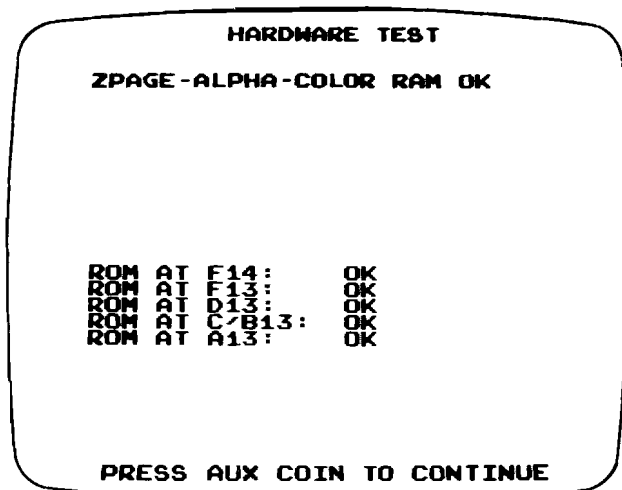 HARDWARE TEST
ZPAGE-ALPHA-COLOR RAM OK
ROM AT F14: OK
ROM AT F13: OK
ROM AT D13: OK
ROM AT C/B13: OK
ROM AT A13: OK
PRESS AUX COIN TO CONTINUE